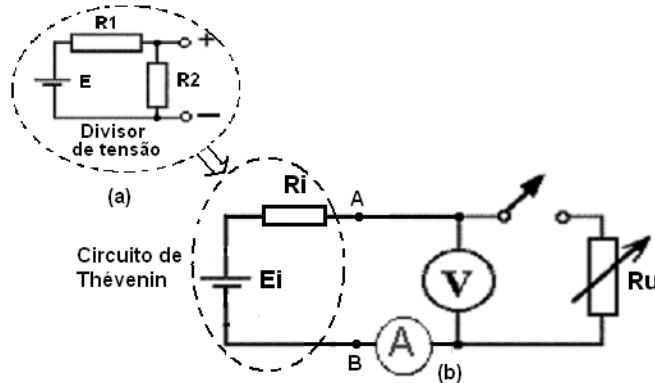 R1
+
E
R2
−
Divisor
de tensão
(a)
Ri
A
Circuito de
Thévenin
Ei
V
Ru
B
A
(b)